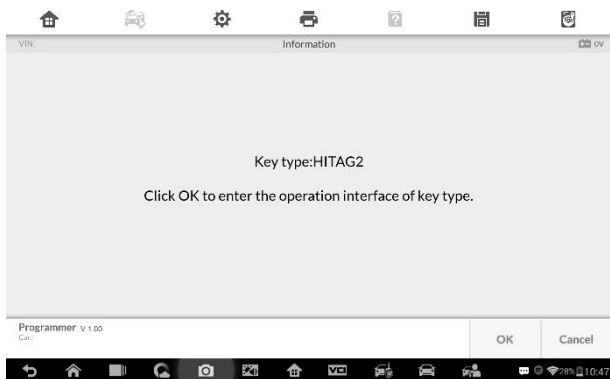 VIN:
Information
0V
Key type:HITAG2
Click OK to enter the operation interface of key type.
Programmer V 1.00
Car:
OK
Cancel
28% 10:47